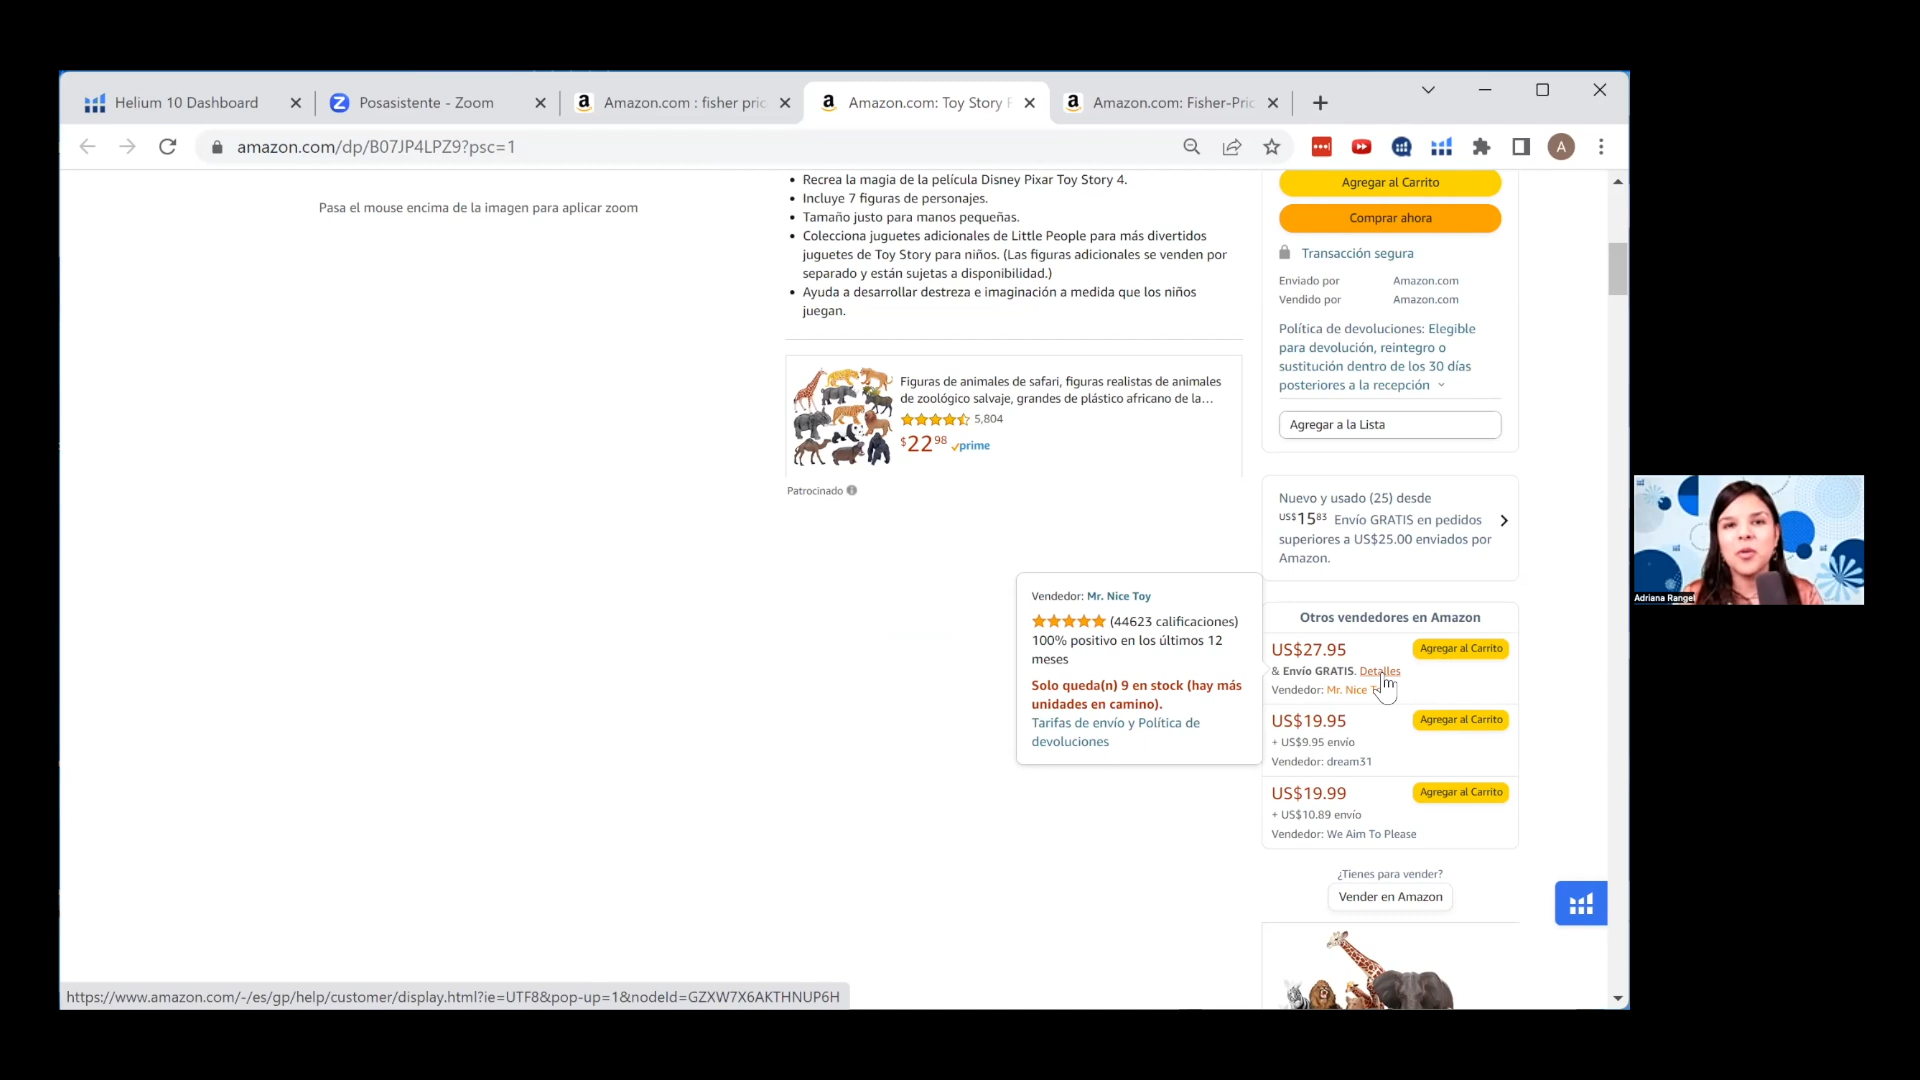 Helium 10 Dashboard
Posasistente - Zoom
Amazon.com : fisher pric
Amazon.com: Toy Story F
Amazon.com: Fisher-Pric
amazon.com/dp/B07JP4LPZ9?psc=1
A
Pasa el mouse encima de la imagen para aplicar zoom
Recrea la magia de la película Disney Pixar Toy Story 4.
Incluye 7 figuras de personajes.
Tamaño justo para manos pequeñas.
Colecciona juguetes adicionales de Little People para más divertidos
juguetes de Toy Story para niños. (Las figuras adicionales se venden por
separado y están sujetas a disponibilidad.)
Ayuda a desarrollar destreza e imaginación a medida que los niños
juegan.
Figuras de animales de safari, figuras realistas de animales
de zoológico salvaje, grandes de plástico africano de la...
5,804
$22.98 prime
Patrocinado
Agregar al Carrito
Comprar ahora
Transacción segura
Enviado por Amazon.com
Vendido por Amazon.com
Política de devoluciones: Elegible
para devolución, reintegro o
sustitución dentro de los 30 días
posteriores a la recepción
Agregar a la Lista
Nuevo y usado (25) desde
US$15.83 Envío GRATIS en pedidos
superiores a US$25.00 enviados por
Amazon.
Vendedor: Mr. Nice Toy
(44623 calificaciones)
100% positivo en los últimos 12
meses
Solo queda(n) 9 en stock (hay más
unidades en camino).
Tarifas de envío y Política de
devoluciones
Otros vendedores en Amazon
US$27.95 Agregar al Carrito
& Envío GRATIS. Detalles
Vendedor: Mr. Nice T
US$19.95 Agregar al Carrito
+ US$9.95 envío
Vendedor: dream31
US$19.99 Agregar al Carrito
+ US$10.89 envío
Vendedor: We Aim To Please
¿Tienes para vender?
Vender en Amazon
https://www.amazon.com/-/es/gp/help/customer/display.html?ie=UTF8&pop-up=1&nodeId=GZXW7X6AKTHNUP6H
Adriana Rangel